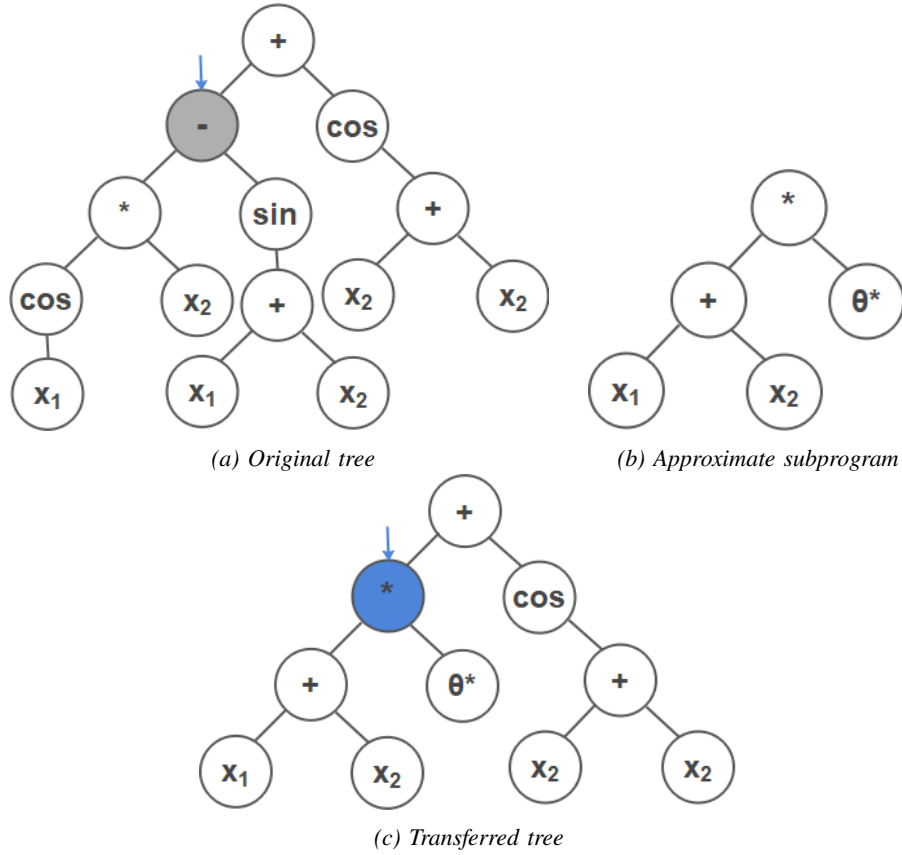 +
- cos
* sin + *
cos x₂ + x₂ x₂ + θ*
x₁ x₁ x₂ x₁ x₂
(a) Original tree (b) Approximate subprogram
+
* cos
+ θ* +
x₁ x₂ x₂ x₂
(c) Transferred tree